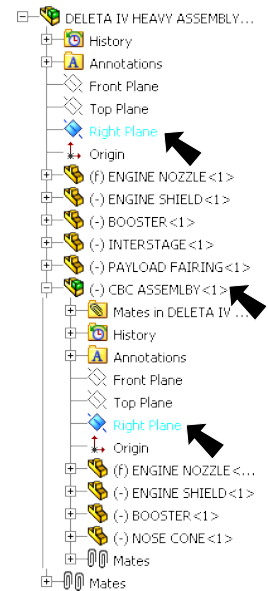 DELETA IV HEAVY ASSEMBLY...
History
Annotations
Front Plane
Top Plane
Right Plane
Origin
(f) ENGINE NOZZLE<1>
(-) ENGINE SHIELD<1>
(-) BOOSTER<1>
(-) INTERSTAGE<1>
(-) PAYLOAD FAIRING<1>
(-) CBC ASSEMLBY<1>
Mates in DELETA IV ...
History
Annotations
Front Plane
Top Plane
Right Plane
Origin
(f) ENGINE NOZZLE<...
(-) ENGINE SHIELD<1>
(-) BOOSTER<1>
(-) NOSE CONE<1>
Mates
Mates